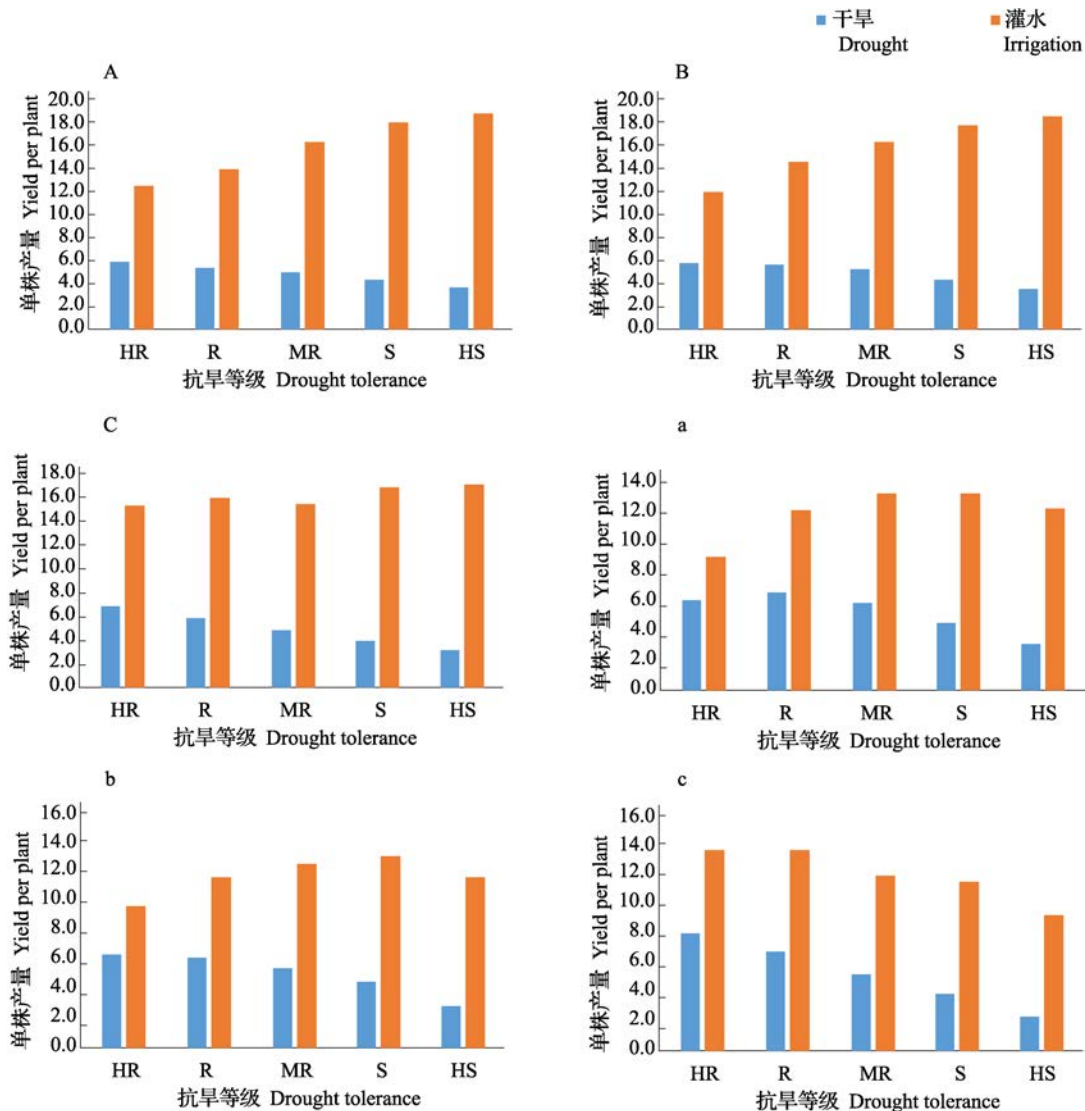 干旱
Drought
灌水
Irrigation
A
单株产量 Yield per plant
20.0
18.0
16.0
14.0
12.0
10.0
8.0
6.0
4.0
2.0
0.0
HR R MR S HS
抗旱等级 Drought tolerance
B
单株产量 Yield per plant
20.0
18.0
16.0
14.0
12.0
10.0
8.0
6.0
4.0
2.0
0.0
HR R MR S HS
抗旱等级 Drought tolerance
C
单株产量 Yield per plant
18.0
16.0
14.0
12.0
10.0
8.0
6.0
4.0
2.0
0.0
HR R MR S HS
抗旱等级 Drought tolerance
a
单株产量 Yield per plant
14.0
12.0
10.0
8.0
6.0
4.0
2.0
0.0
HR R MR S HS
抗旱等级 Drought tolerance
b
单株产量 Yield per plant
16.0
14.0
12.0
10.0
8.0
6.0
4.0
2.0
0.0
HR R MR S HS
抗旱等级 Drought tolerance
c
单株产量 Yield per plant
16.0
14.0
12.0
10.0
8.0
6.0
4.0
2.0
0.0
HR R MR S HS
抗旱等级 Drought tolerance